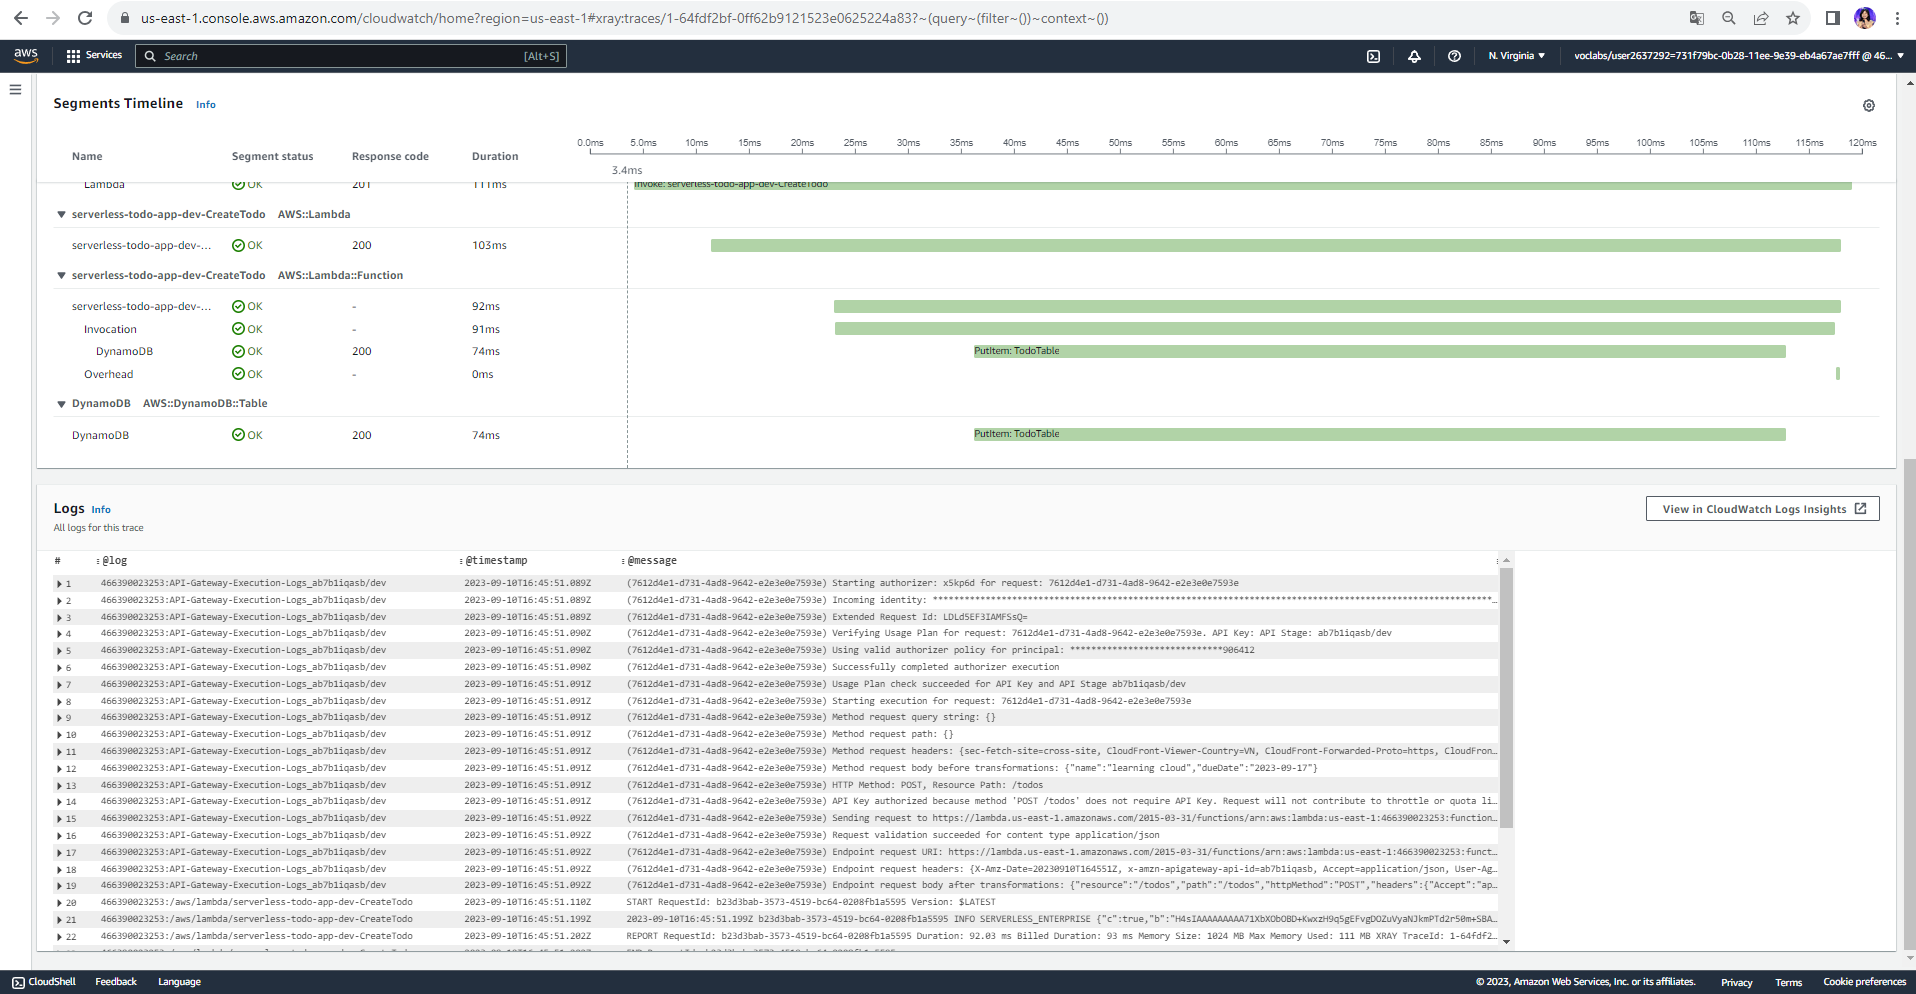 us-east-1.console.aws.amazon.com/cloudwatch/home?region=us-east-1#xray:traces/1-64fdf2bf-0ff62b9121523e0625224a83?~(query~(filter~())~context~())
aws Services Search [Alt+S] N. Virginia voclabs/user2637292=731f79bc-0b28-11ee-9e39-eb4a67ae7fff @ 46...
Segments Timeline Info
0.0ms 5.0ms 10ms 15ms 20ms 25ms 30ms 35ms 40ms 45ms 50ms 55ms 60ms 65ms 70ms 75ms 80ms 85ms 90ms 95ms 100ms 105ms 110ms 115ms 120ms
Name Segment status Response code Duration
3.4ms
Lambda OK 201 111ms Invoke: serverless-todo-app-dev-CreateTodo
serverless-todo-app-dev-CreateTodo AWS::Lambda
serverless-todo-app-dev-... OK 200 103ms
serverless-todo-app-dev-CreateTodo AWS::Lambda::Function
serverless-todo-app-dev-... OK - 92ms
Invocation OK - 91ms
DynamoDB OK 200 74ms PutItem: TodoTable
Overhead OK - 0ms
DynamoDB AWS::DynamoDB::Table
DynamoDB OK 200 74ms PutItem: TodoTable
Logs Info
All logs for this trace
View in CloudWatch Logs Insights
# @log @timestamp @message
1 466390023253:API-Gateway-Execution-Logs_ab7b1iqasb/dev 2023-09-10T16:45:51.089Z (7612d4e1-d731-4ad8-9642-e2e3e0e7593e) Starting authorizer: x5kp6d for request: 7612d4e1-d731-4ad8-9642-e2e3e0e7593e
2 466390023253:API-Gateway-Execution-Logs_ab7b1iqasb/dev 2023-09-10T16:45:51.089Z (7612d4e1-d731-4ad8-9642-e2e3e0e7593e) Incoming identity: **********************************************************************************************************...
3 466390023253:API-Gateway-Execution-Logs_ab7b1iqasb/dev 2023-09-10T16:45:51.089Z (7612d4e1-d731-4ad8-9642-e2e3e0e7593e) Extended Request Id: LDLd5EF3IAMFSsQ=
4 466390023253:API-Gateway-Execution-Logs_ab7b1iqasb/dev 2023-09-10T16:45:51.090Z (7612d4e1-d731-4ad8-9642-e2e3e0e7593e) Verifying Usage Plan for request: 7612d4e1-d731-4ad8-9642-e2e3e0e7593e. API Key: API Stage: ab7b1iqasb/dev
5 466390023253:API-Gateway-Execution-Logs_ab7b1iqasb/dev 2023-09-10T16:45:51.090Z (7612d4e1-d731-4ad8-9642-e2e3e0e7593e) Using valid authorizer policy for principal: *****************************906412
6 466390023253:API-Gateway-Execution-Logs_ab7b1iqasb/dev 2023-09-10T16:45:51.090Z (7612d4e1-d731-4ad8-9642-e2e3e0e7593e) Successfully completed authorizer execution
7 466390023253:API-Gateway-Execution-Logs_ab7b1iqasb/dev 2023-09-10T16:45:51.091Z (7612d4e1-d731-4ad8-9642-e2e3e0e7593e) Usage Plan check succeeded for API Key and API Stage ab7b1iqasb/dev
8 466390023253:API-Gateway-Execution-Logs_ab7b1iqasb/dev 2023-09-10T16:45:51.091Z (7612d4e1-d731-4ad8-9642-e2e3e0e7593e) Starting execution for request: 7612d4e1-d731-4ad8-9642-e2e3e0e7593e
9 466390023253:API-Gateway-Execution-Logs_ab7b1iqasb/dev 2023-09-10T16:45:51.091Z (7612d4e1-d731-4ad8-9642-e2e3e0e7593e) Method request query string: {}
10 466390023253:API-Gateway-Execution-Logs_ab7b1iqasb/dev 2023-09-10T16:45:51.091Z (7612d4e1-d731-4ad8-9642-e2e3e0e7593e) Method request path: {}
11 466390023253:API-Gateway-Execution-Logs_ab7b1iqasb/dev 2023-09-10T16:45:51.091Z (7612d4e1-d731-4ad8-9642-e2e3e0e7593e) Method request headers: {sec-fetch-site=cross-site, CloudFront-Viewer-Country=VN, CloudFront-Forwarded-Proto=https, CloudFron...
12 466390023253:API-Gateway-Execution-Logs_ab7b1iqasb/dev 2023-09-10T16:45:51.091Z (7612d4e1-d731-4ad8-9642-e2e3e0e7593e) Method request body before transformations: {"name":"learning cloud","dueDate":"2023-09-17"}
13 466390023253:API-Gateway-Execution-Logs_ab7b1iqasb/dev 2023-09-10T16:45:51.091Z (7612d4e1-d731-4ad8-9642-e2e3e0e7593e) HTTP Method: POST, Resource Path: /todos
14 466390023253:API-Gateway-Execution-Logs_ab7b1iqasb/dev 2023-09-10T16:45:51.091Z (7612d4e1-d731-4ad8-9642-e2e3e0e7593e) API Key authorized because method 'POST /todos' does not require API Key. Request will not contribute to throttle or quota li...
15 466390023253:API-Gateway-Execution-Logs_ab7b1iqasb/dev 2023-09-10T16:45:51.092Z (7612d4e1-d731-4ad8-9642-e2e3e0e7593e) Sending request to https://lambda.us-east-1.amazonaws.com/2015-03-31/functions/arn:aws:lambda:us-east-1:466390023253:function...
16 466390023253:API-Gateway-Execution-Logs_ab7b1iqasb/dev 2023-09-10T16:45:51.092Z (7612d4e1-d731-4ad8-9642-e2e3e0e7593e) Request validation succeeded for content type application/json
17 466390023253:API-Gateway-Execution-Logs_ab7b1iqasb/dev 2023-09-10T16:45:51.092Z (7612d4e1-d731-4ad8-9642-e2e3e0e7593e) Endpoint request URI: https://lambda.us-east-1.amazonaws.com/2015-03-31/functions/arn:aws:lambda:us-east-1:466390023253:funct...
18 466390023253:API-Gateway-Execution-Logs_ab7b1iqasb/dev 2023-09-10T16:45:51.092Z (7612d4e1-d731-4ad8-9642-e2e3e0e7593e) Endpoint request headers: {X-Amz-Date=20230910T164551Z, x-amzn-apigateway-api-id=ab7b1iqasb, Accept=application/json, User-Ag...
19 466390023253:API-Gateway-Execution-Logs_ab7b1iqasb/dev 2023-09-10T16:45:51.092Z (7612d4e1-d731-4ad8-9642-e2e3e0e7593e) Endpoint request body after transformations: {"resource":"/todos","path":"/todos","httpMethod":"POST","headers":{"Accept":"ap...
20 466390023253:/aws/lambda/serverless-todo-app-dev-CreateTodo 2023-09-10T16:45:51.110Z START RequestId: b23d3bab-3573-4519-bc64-0208fb1a5595 Version: $LATEST
21 466390023253:/aws/lambda/serverless-todo-app-dev-CreateTodo 2023-09-10T16:45:51.199Z 2023-09-10T16:45:51.199Z b23d3bab-3573-4519-bc64-0208fb1a5595 INFO SERVERLESS_ENTERPRISE {"c":true,"b":"H4sIAAAAAAAAA71XbXObOBD+KwxzH9q5gEFvgDOZuVyaNJkmPTd2r50m+SBA...
22 466390023253:/aws/lambda/serverless-todo-app-dev-CreateTodo 2023-09-10T16:45:51.202Z REPORT RequestId: b23d3bab-3573-4519-bc64-0208fb1a5595 Duration: 92.03 ms Billed Duration: 93 ms Memory Size: 1024 MB Max Memory Used: 111 MB XRAY TraceId: 1-64fdf2...
CloudShell Feedback Language © 2023, Amazon Web Services, Inc. or its affiliates. Privacy Terms Cookie preferences